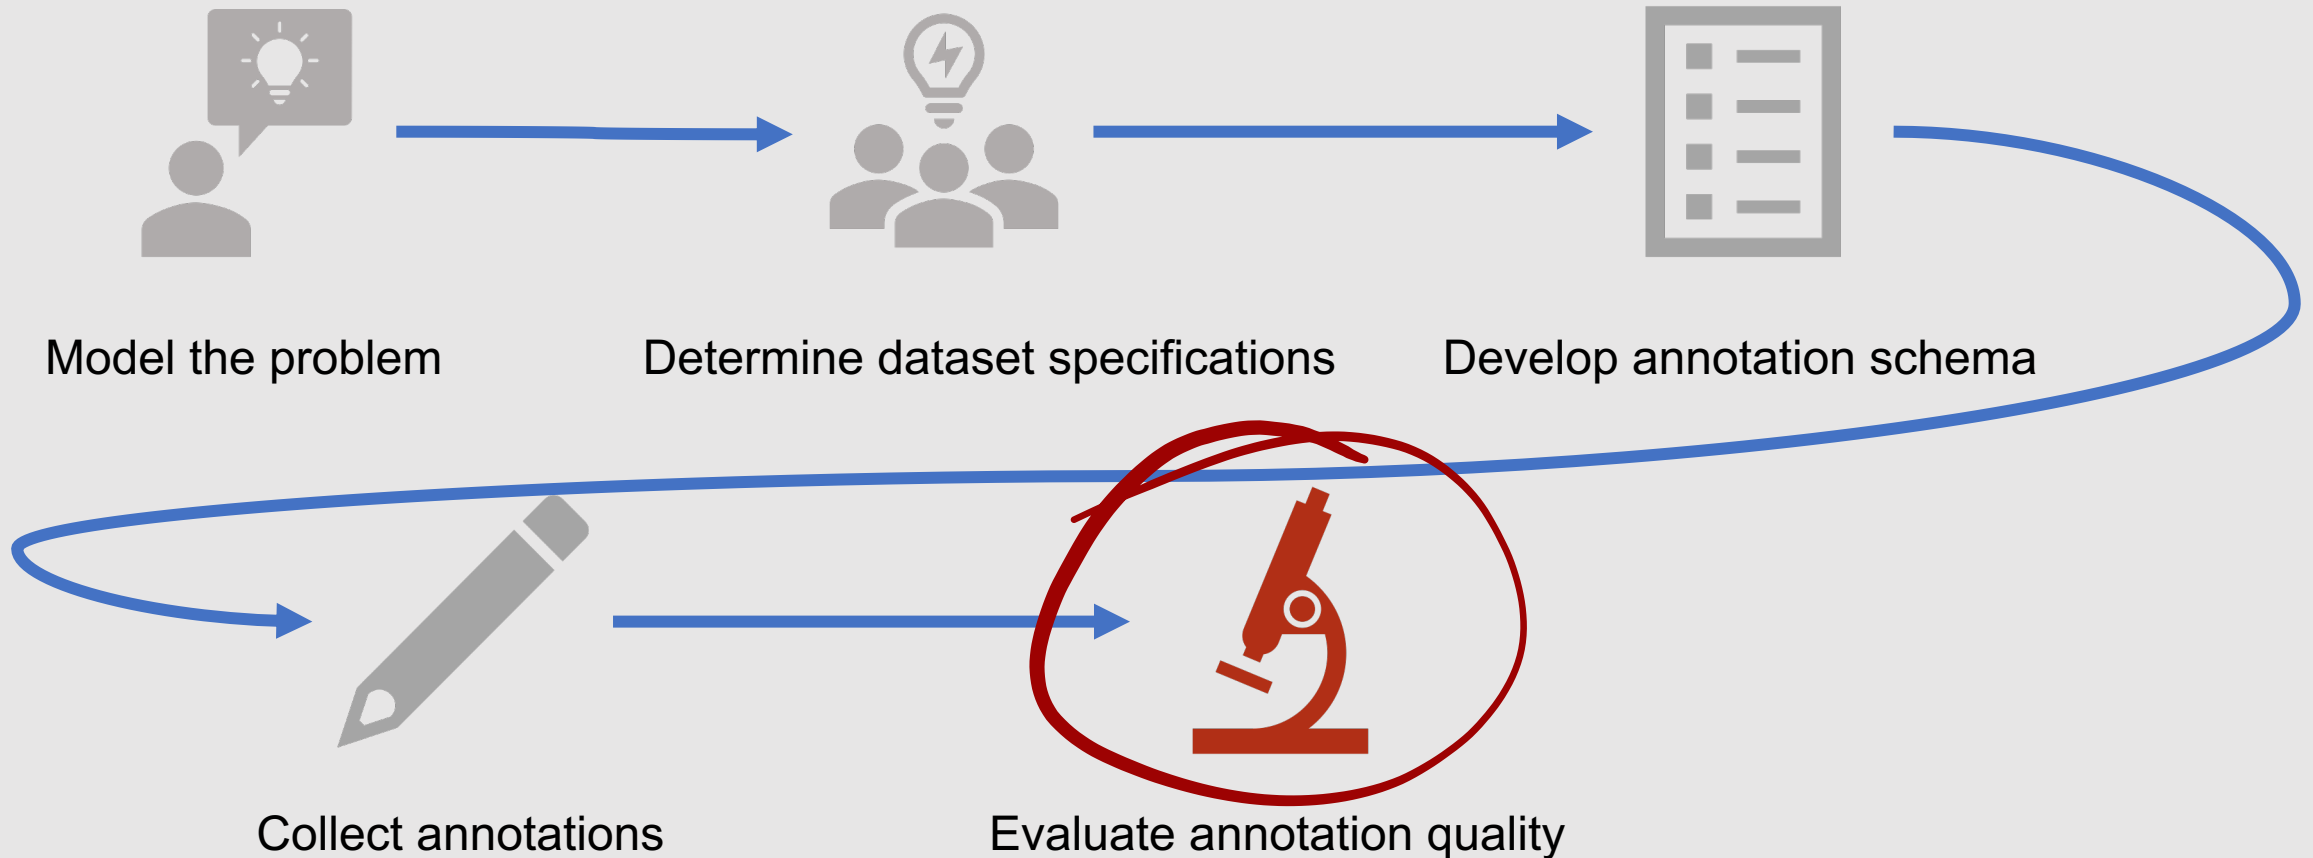 Model the problem
Determine dataset specifications
Develop annotation schema
Collect annotations
Evaluate annotation quality